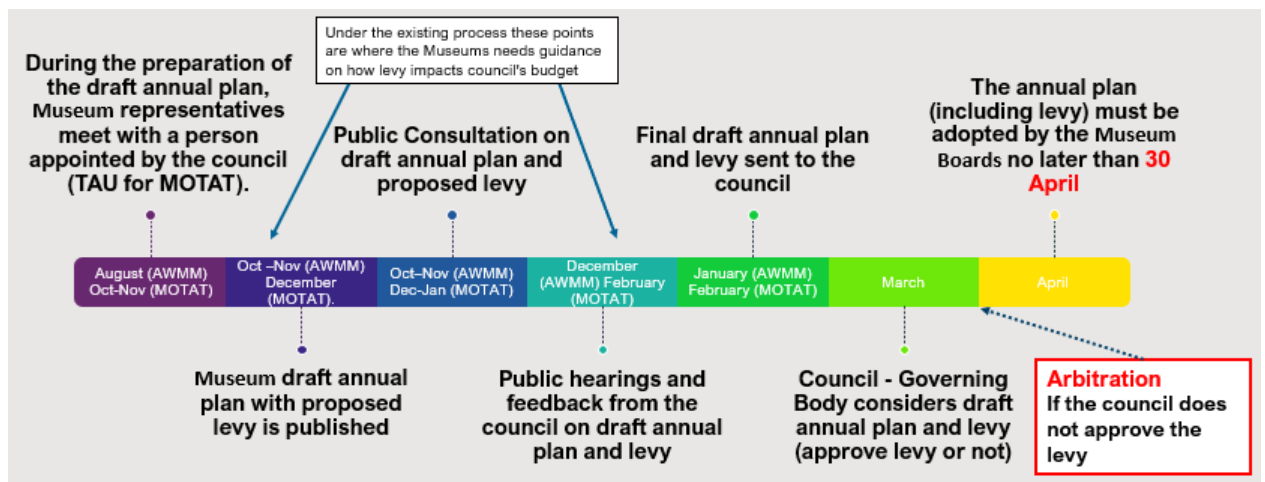 Under the existing process these points
are where the Museums needs guidance
on how levy impacts council's budget
During the preparation of
the draft annual plan,
Museum representatives
meet with a person
appointed by the council
(TAU for MOTAT).
Public Consultation on
draft annual plan and
proposed levy
Final draft annual plan
and levy sent to the
council
The annual plan
(including levy) must be
adopted by the Museum
Boards no later than 30
April
August (AWMM)
Oct-Nov (MOTAT)
Oct –Nov (AWMM)
December
(MOTAT).
Oct–Nov (AWMM)
Dec-Jan (MOTAT)
December
(AWMM) February
(MOTAT)
January (AWMM)
February (MOTAT)
March
April
Museum draft annual
plan with proposed
levy is published
Public hearings and
feedback from the
council on draft annual
plan and levy
Council - Governing
Body considers draft
annual plan and levy
(approve levy or not)
Arbitration
If the council does
not approve the
levy